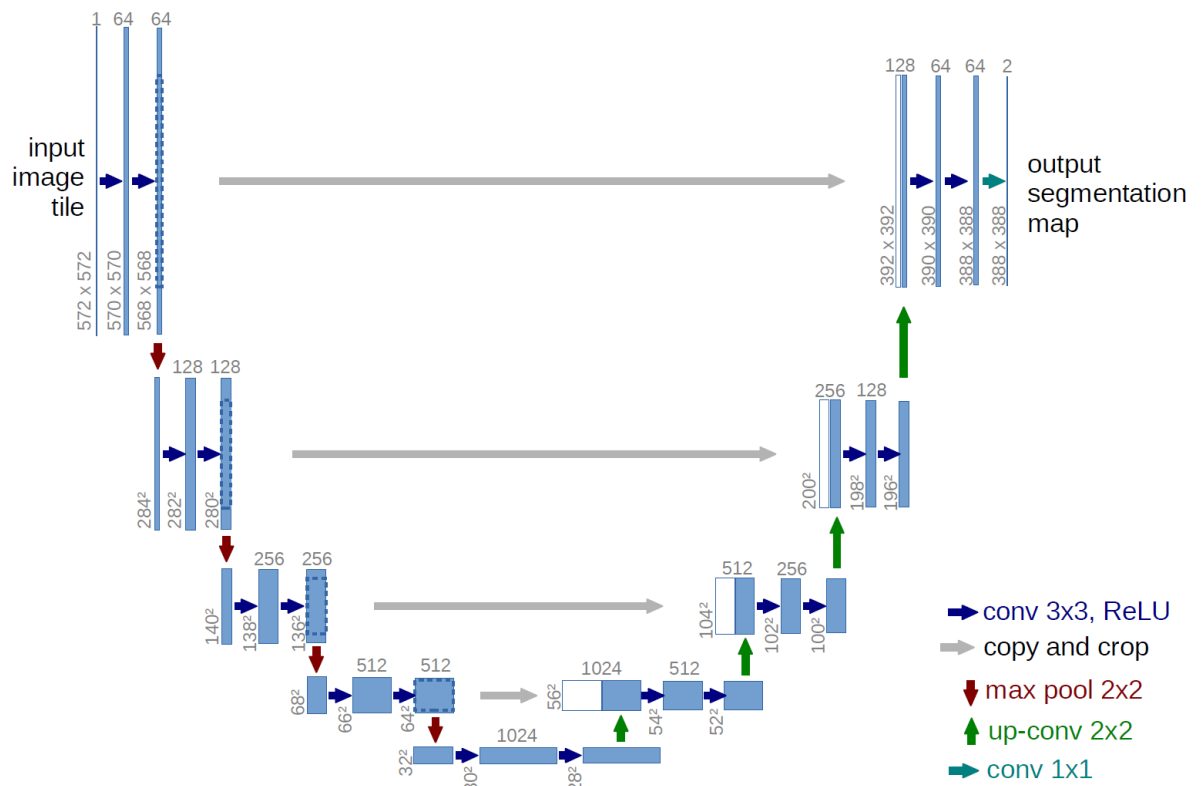 1 64 64
input
image
tile
572 x 572
570 x 570
568 x 568
128 64 64 2
output
segmentation
map
392 x 392
390 x 390
388 x 388
388 x 388
128 128
284²
282²
280²
256 128
200²
198²
196²
256 256
140²
138²
136²
512 256
104²
102²
100²
512 512
68²
66²
64²
1024 512
56²
54²
52²
1024
32²
conv 3x3, ReLU
copy and crop
max pool 2x2
up-conv 2x2
conv 1x1